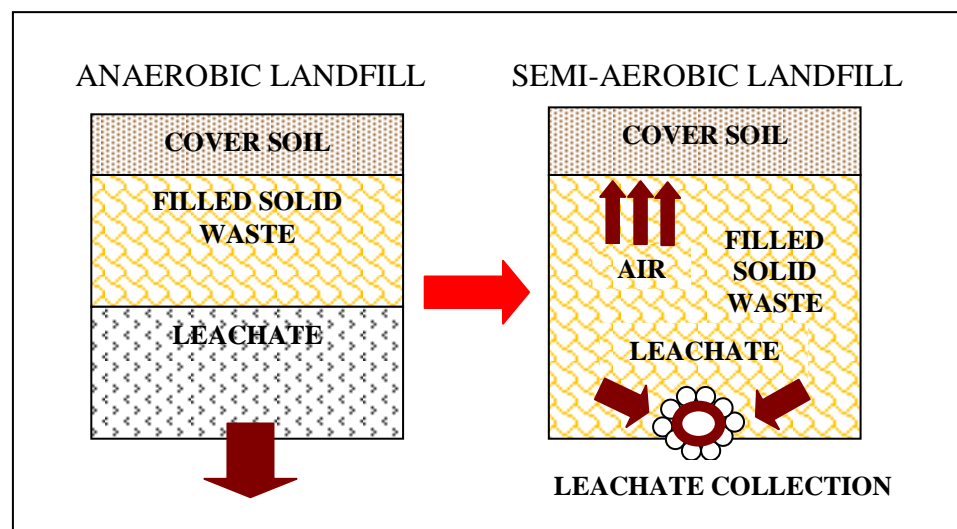 ANAEROBIC LANDFILL
COVER SOIL
FILLED SOLID
WASTE
LEACHATE
SEMI-AEROBIC LANDFILL
COVER SOIL
AIR
FILLED
SOLID
WASTE
LEACHATE
LEACHATE COLLECTION